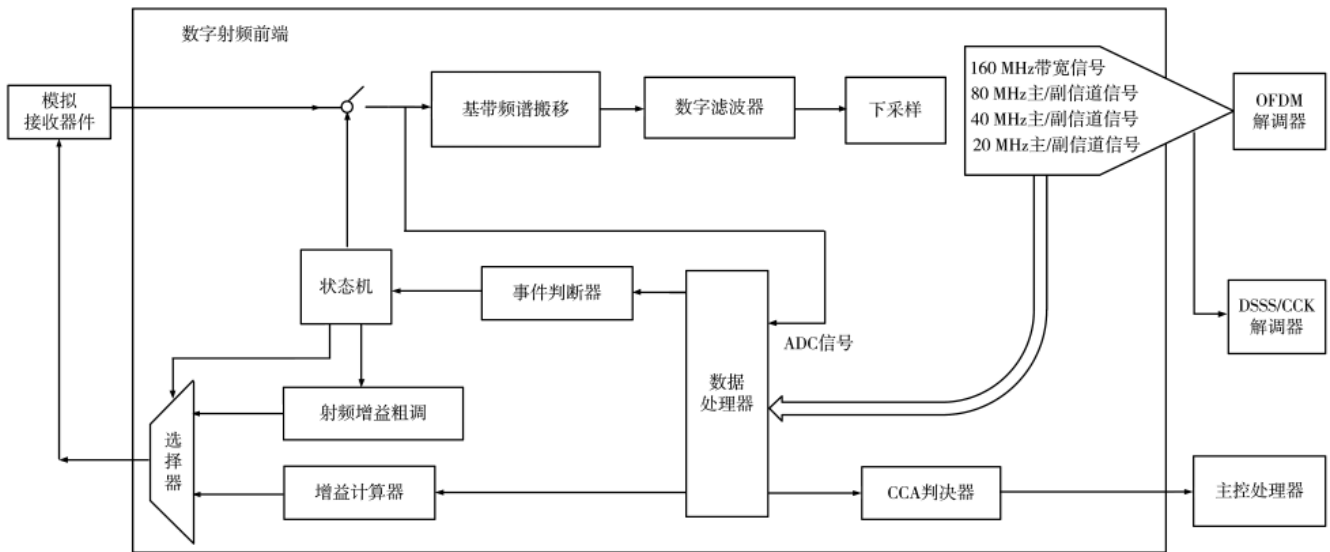 数字射频前端
模拟
接收器件
基带频谱搬移
数字滤波器
下采样
160 MHz带宽信号
80 MHz主/副信道信号
40 MHz主/副信道信号
20 MHz主/副信道信号
OFDM
解调器
状态机
事件判断器
ADC信号
DSSS/CCK
解调器
数据
处理器
射频增益粗调
选
择
器
增益计算器
CCA判决器
主控处理器